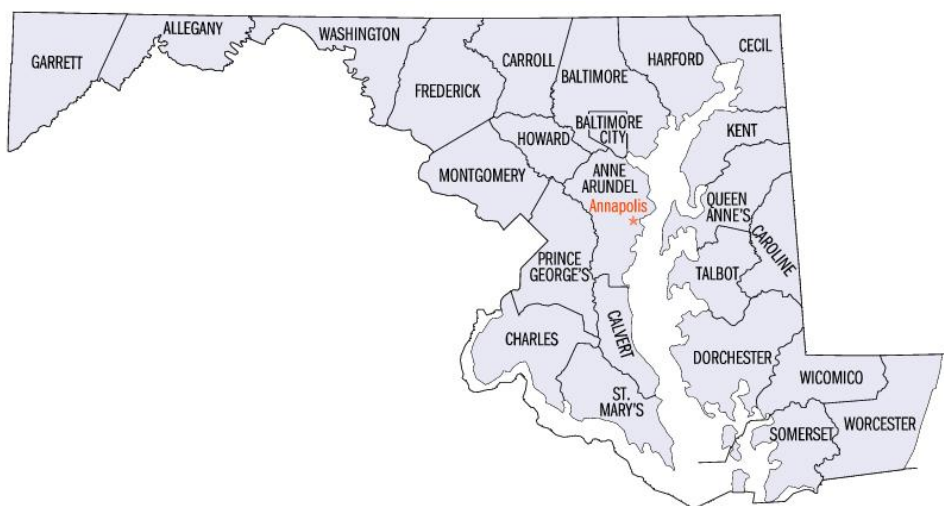 GARRETT
ALLEGANY
WASHINGTON
FREDERICK
CARROLL
BALTIMORE
HARFORD
CECIL
BALTIMORE
CITY
HOWARD
KENT
MONTGOMERY
ANNE
ARUNDEL
Annapolis
*
QUEEN
ANNE'S
CAROLINE
PRINCE
GEORGE'S
TALBOT
CHARLES
CALVERT
DORCHESTER
ST.
MARY'S
WICOMICO
SOMERSET
WORCESTER